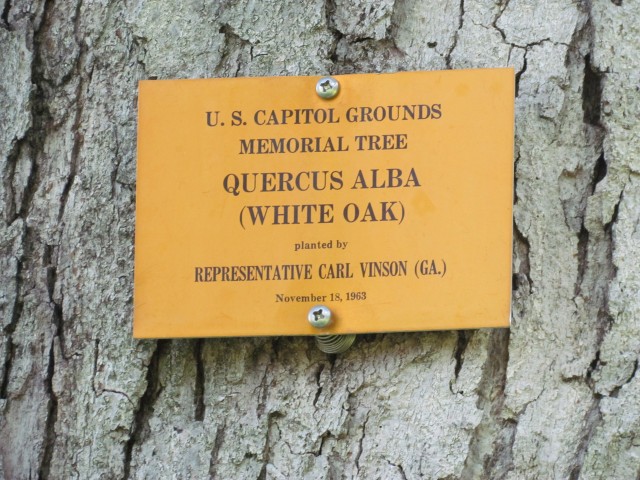 U. S. CAPITOL GROUNDS
MEMORIAL TREE
QUERCUS ALBA
(WHITE OAK)
planted by
REPRESENTATIVE CARL VINSON (GA.)
November 18, 1963